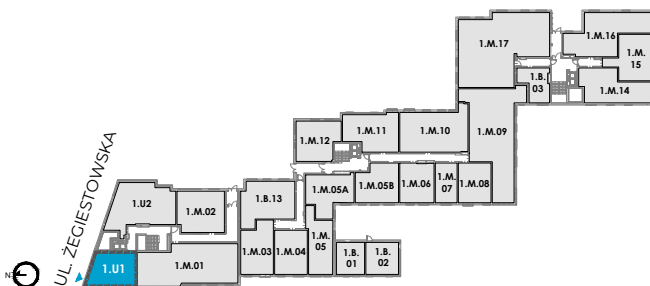 1.M.16
1.M.17
1.M.
15
1.B.
03
1.M.14
1.M.11
1.M.10
1.M.12
1.M.09
UL. ŻEGIESTOWSKA
1.M.05A
1.M.05B
1.M.06
1.M.
07
1.M.08
1.U2
1.M.02
1.B.13
1.M.03
1.M.04
1.M.
05
1.B.
01
1.B.
02
1.U1
1.M.01
N